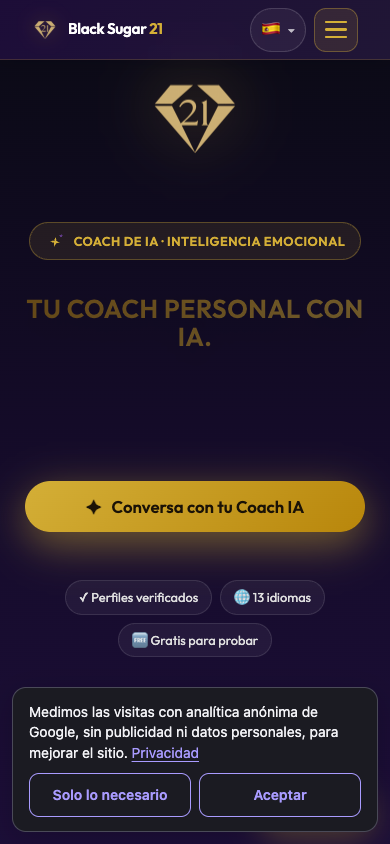 Black Sugar 21
21
COACH DE IA · INTELIGENCIA EMOCIONAL
TU COACH PERSONAL CON
IA.
Conversa con tu Coach IA
✓ Perfiles verificados
13 idiomas
FREE Gratis para probar
Medimos las visitas con analítica anónima de
Google, sin publicidad ni datos personales, para
mejorar el sitio. Privacidad
Solo lo necesario
Aceptar